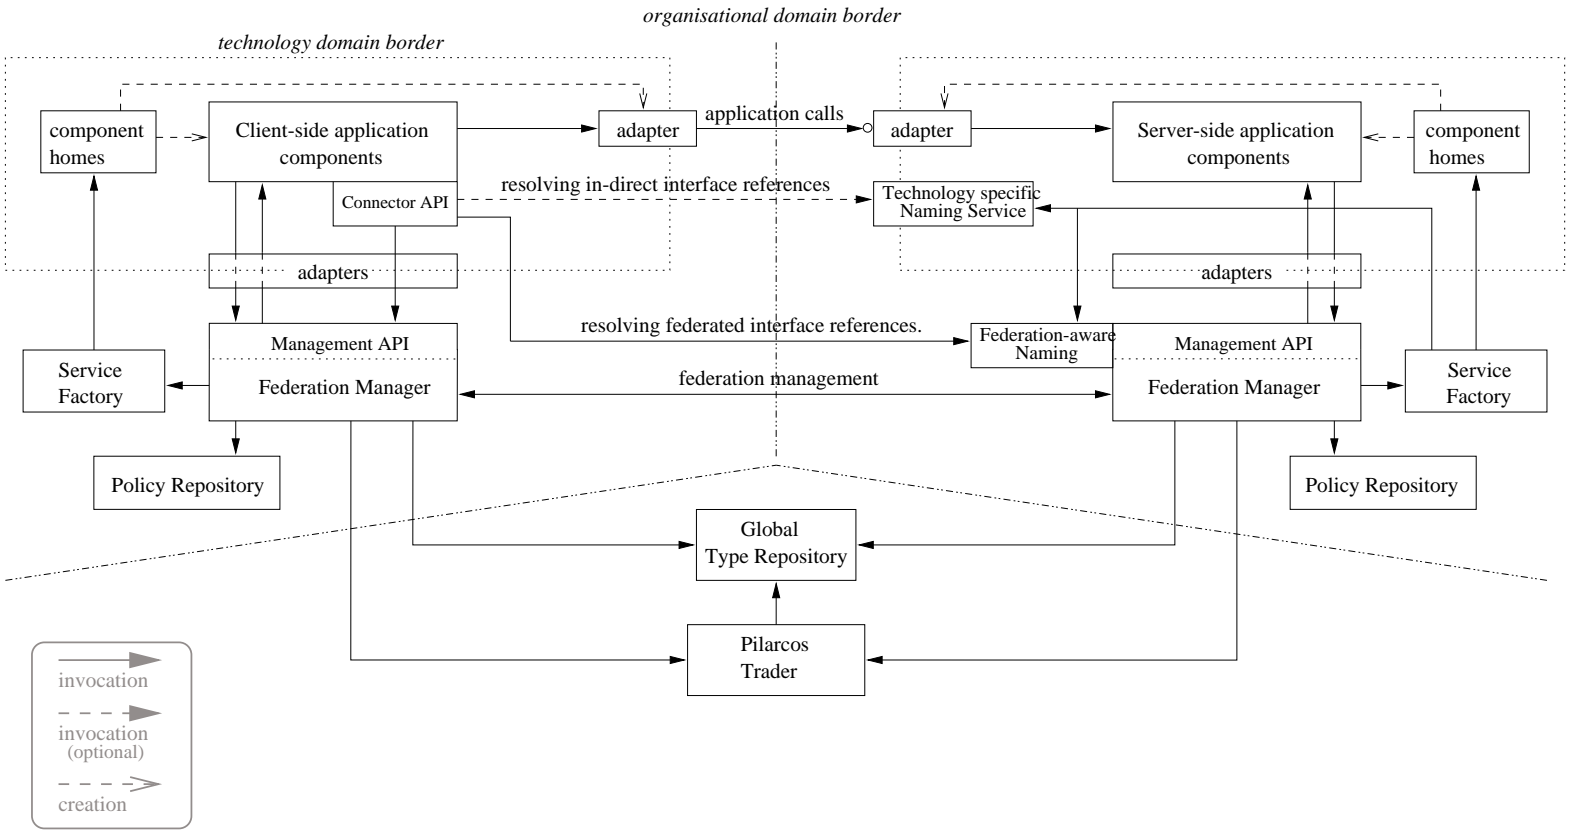 organisational domain border
technology domain border
component
homes
Client-side application
components
adapter
application calls
adapter
Server-side application
components
component
homes
Connector API
resolving in-direct interface references
Technology specific
Naming Service
adapters
adapters
Management API
Federation Manager
resolving federated interface references.
Federation-aware
Naming
Management API
Federation Manager
Service
Factory
federation management
Service
Factory
Policy Repository
Policy Repository
Global
Type Repository
Pilarcos
Trader
invocation
invocation
(optional)
creation